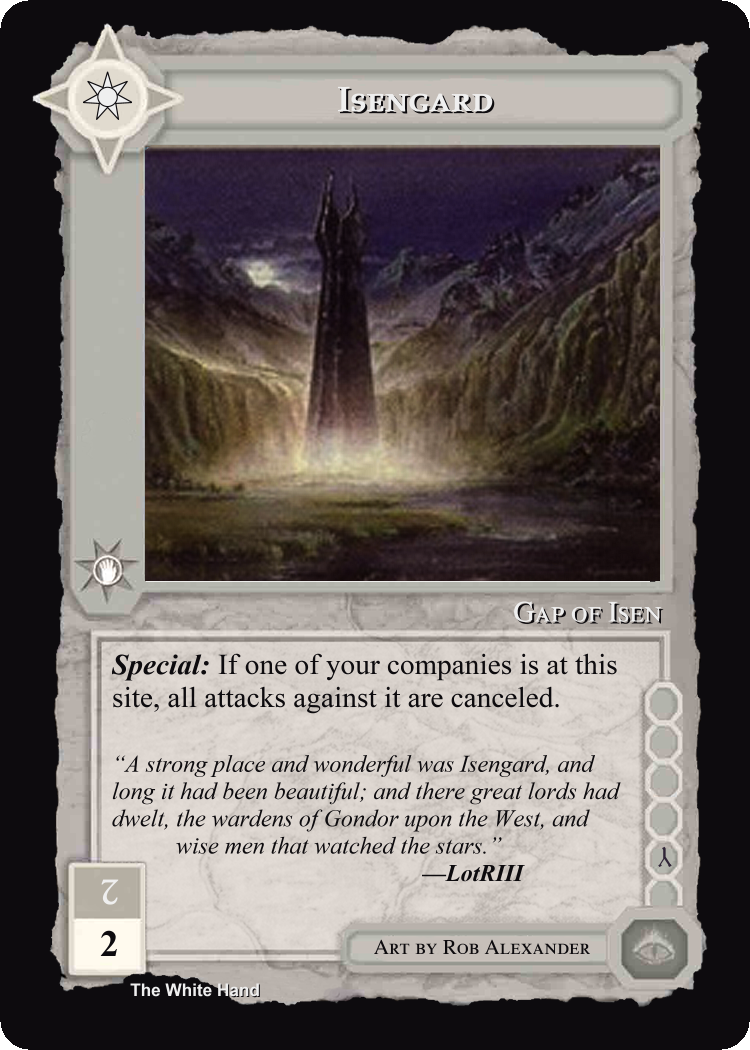 Isengard
Gap of Isen
Special: If one of your companies is at this
site, all attacks against it are canceled.
“A strong place and wonderful was Isengard, and
long it had been beautiful; and there great lords had
dwelt, the wardens of Gondor upon the West, and
wise men that watched the stars.”
—LotRIII
2
2
Art by Rob Alexander
The White Hand